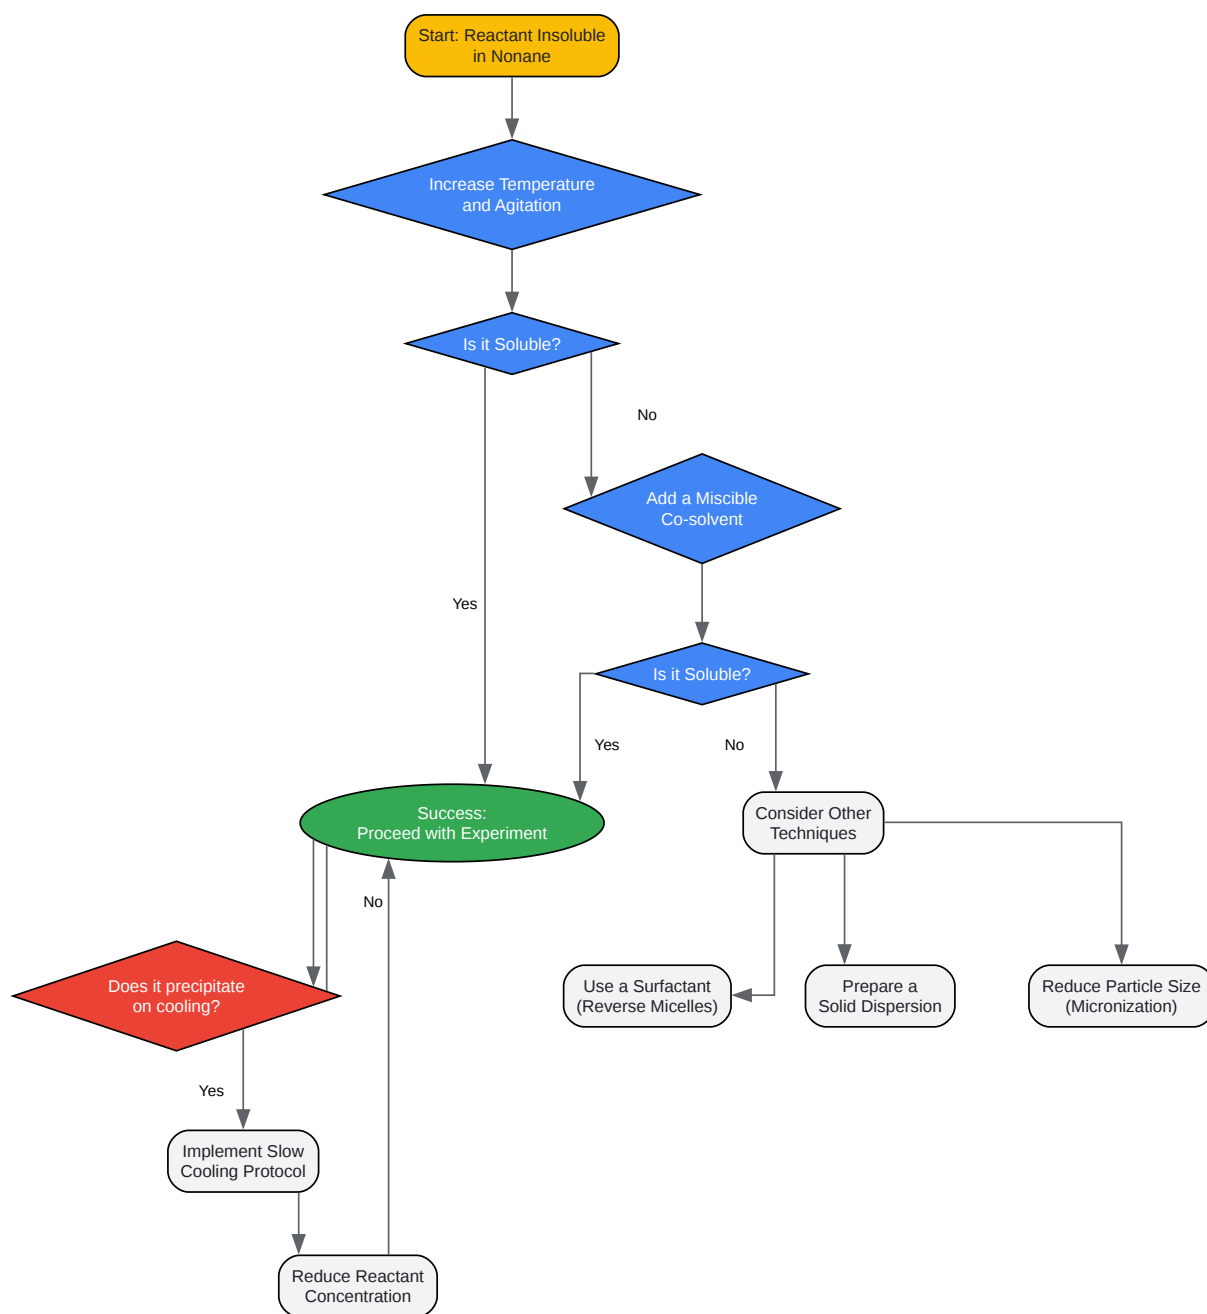 Start: Reactant Insoluble
in Nonane
Increase Temperature
and Agitation
Is it Soluble?
No
Add a Miscible
Co-solvent
Yes
Is it Soluble?
Yes
No
Success:
Proceed with Experiment
Consider Other
Techniques
No
Does it precipitate
on cooling?
Use a Surfactant
(Reverse Micelles)
Prepare a
Solid Dispersion
Reduce Particle Size
(Micronization)
Yes
Implement Slow
Cooling Protocol
Reduce Reactant
Concentration